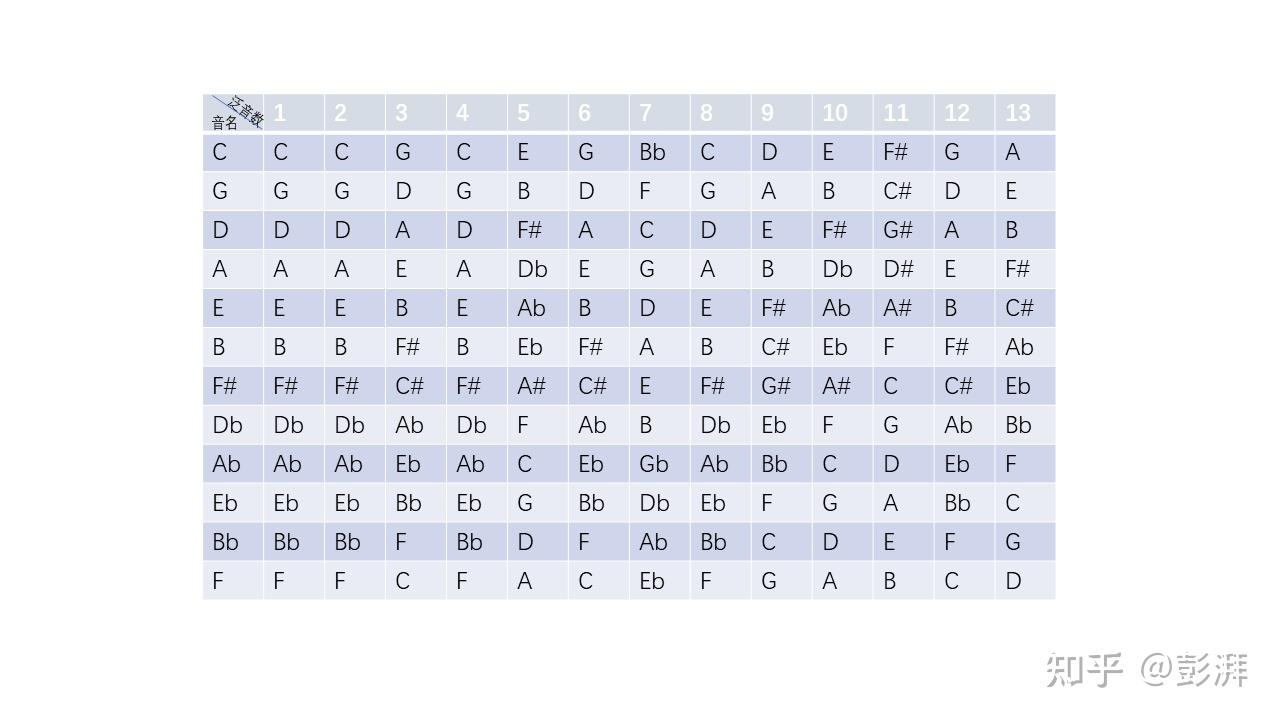 泛音数
音名 1 2 3 4 5 6 7 8 9 10 11 12 13
C C C G C E G Bb C D E F# G A
G G G D G B D F G A B C# D E
D D D A D F# A C D E F# G# A B
A A A E A Db E G A B Db D# E F#
E E E B E Ab B D E F# Ab A# B C#
B B B F# B Eb F# A B C# Eb F F# Ab
F# F# F# C# F# A# C# E F# G# A# C C# Eb
Db Db Db Ab Db F Ab B Db Eb F G Ab Bb
Ab Ab Ab Eb Ab C Eb Gb Ab Bb C D Eb F
Eb Eb Eb Bb Eb G Bb Db Eb F G A Bb C
Bb Bb Bb F Bb D F Ab Bb C D E F G
F F F C F A C Eb F G A B C D
知乎 @彭湃